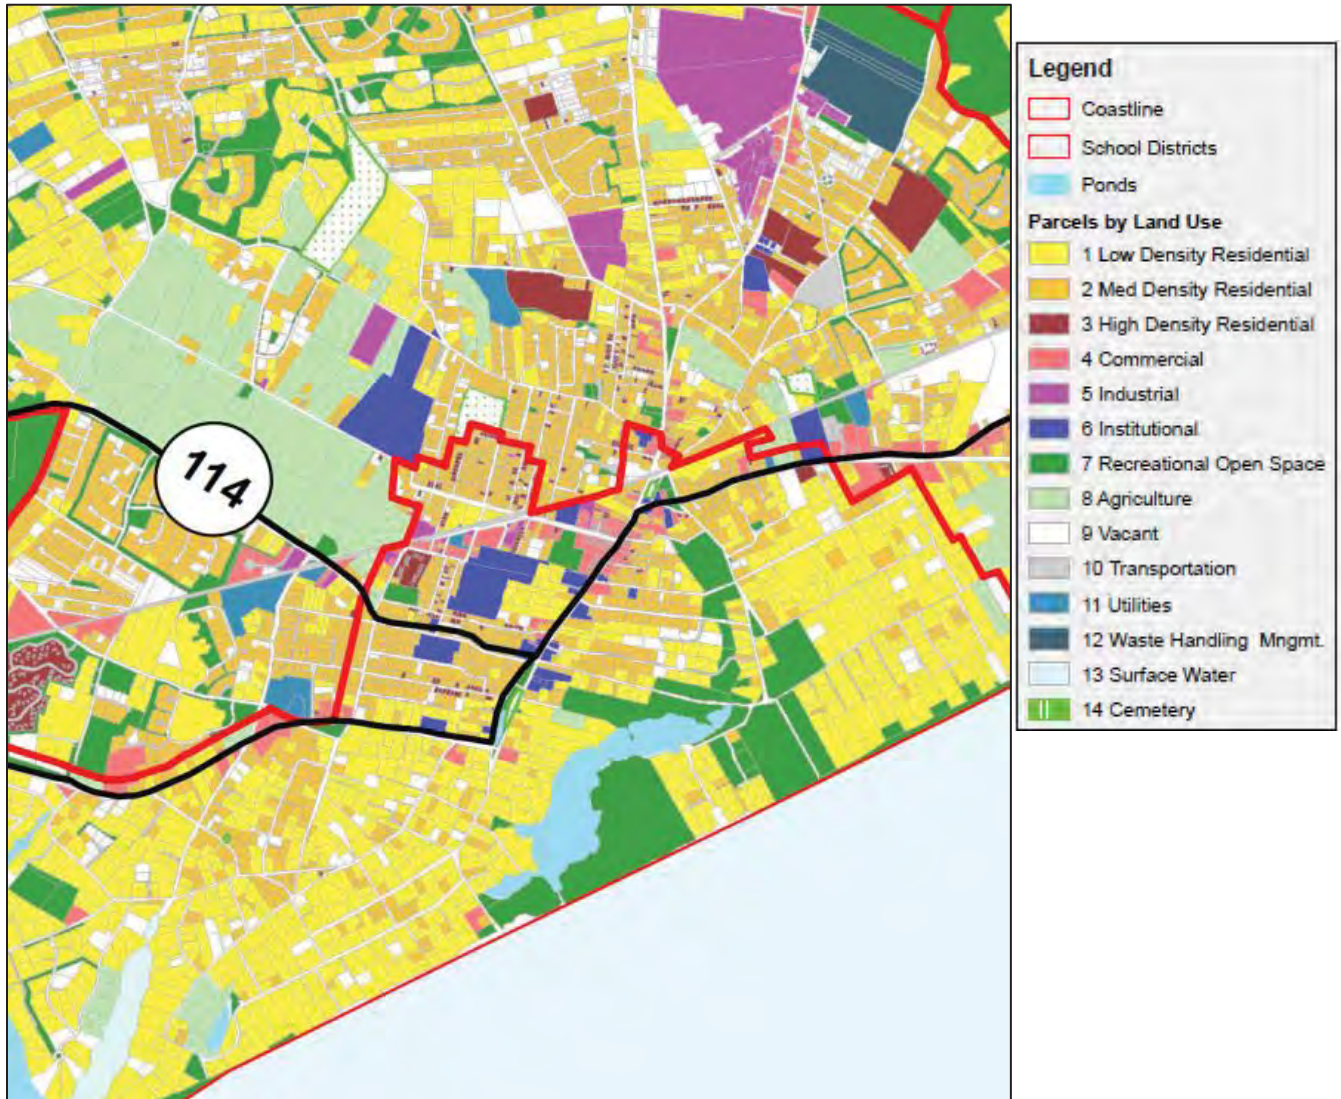 114
Legend
Coastline
School Districts
Ponds
Parcels by Land Use
1 Low Density Residential
2 Med Density Residential
3 High Density Residential
4 Commercial
5 Industrial
6 Institutional
7 Recreational Open Space
8 Agriculture
9 Vacant
10 Transportation
11 Utilities
12 Waste Handling Mngmt.
13 Surface Water
14 Cemetery